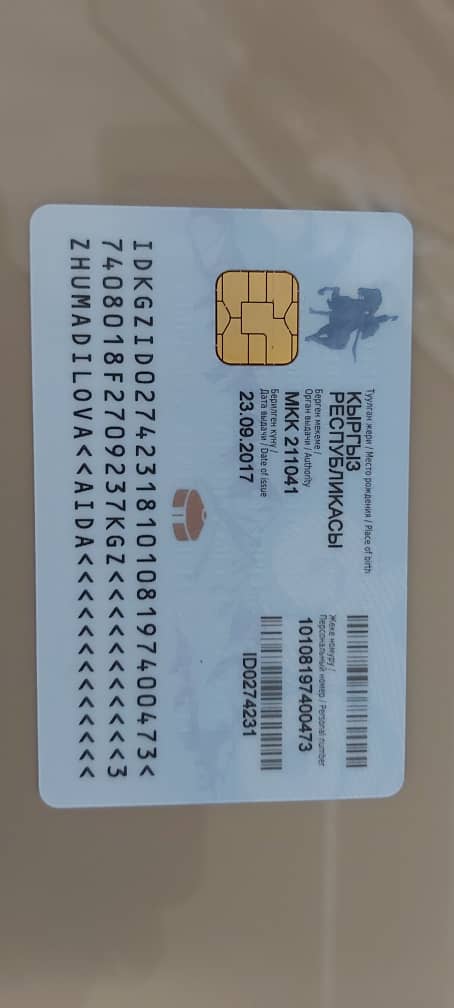 Туулган жери / Место рождения / Place of birth
КЫРГЫЗ
РЕСПУБЛИКАСЫ
Берген мекеме /
Орган выдачи / Authority
МКК 211041
Берилген күнү /
Дата выдачи / Date of issue
23.09.2017
Жеке номуру /
Персональный номер / Personal number
10108197400473
ID0274231
IDKGZID0274231810108197400473<
7408018F2709237KGZ<<<<<<<<<<<3
ZHUMADILOVA<<AIDA<<<<<<<<<<<<<